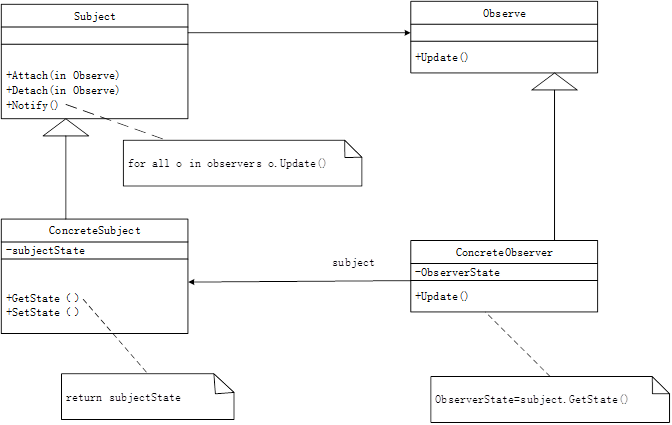 Subject
+Attach(in Observe)
+Detach(in Observe)
+Notify()
Observe
+Update()
for all o in observers o.Update()
ConcreteSubject
-subjectState
+GetState ()
+SetState ()
subject
ConcreteObserver
-ObserverState
+Update()
return subjectState
ObserverState=subject.GetState()